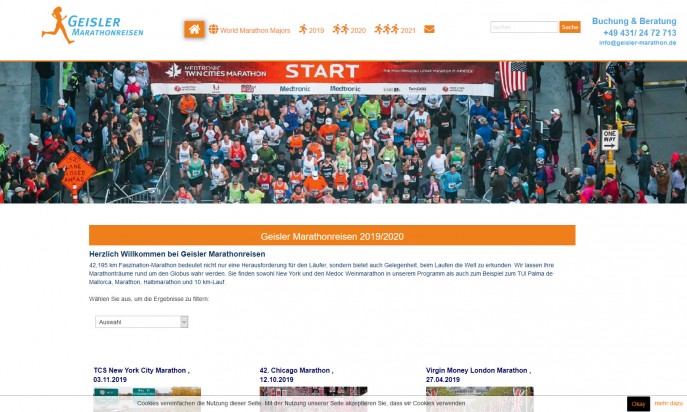 GEISLER
MARATHONREISEN
World Marathon Majors
2019
2020
2021
Suche
Buchung & Beratung
+49 431/ 24 72 713
info@geisler-marathon.de
MEDTRONIC
TWIN CITIES MARATHON
START
Medtronic
Medtronic
ONE WAY
LANE CLOSED AHEAD
Geisler Marathonreisen 2019/2020
Herzlich Willkommen bei Geisler Marathonreisen
42,195 km Faszination-Marathon bedeutet nicht nur eine Herausforderung für den Läufer, sondern bietet auch Gelegenheit, beim Laufen die Welt zu erkunden. Wir lassen Ihre
Marathonträume rund um den Globus wahr werden. Sie finden sowohl New York und den Medoc Weinmarathon in unserem Programm als auch zum Beispiel zum TUI Palma de
Mallorca, Marathon, Halbmarathon und 10 km-Lauf.
Wählen Sie aus, um die Ergebnisse zu filtern:
Auswahl
TCS New York City Marathon ,
03.11.2019
42. Chicago Marathon ,
12.10.2019
Virgin Money London Marathon ,
27.04.2019
Cookies vereinfachen die Nutzung dieser Seite. Mit der Nutzung unserer Seite akzeptieren Sie, dass wir Cookies verwenden.
Okay
mehr dazu